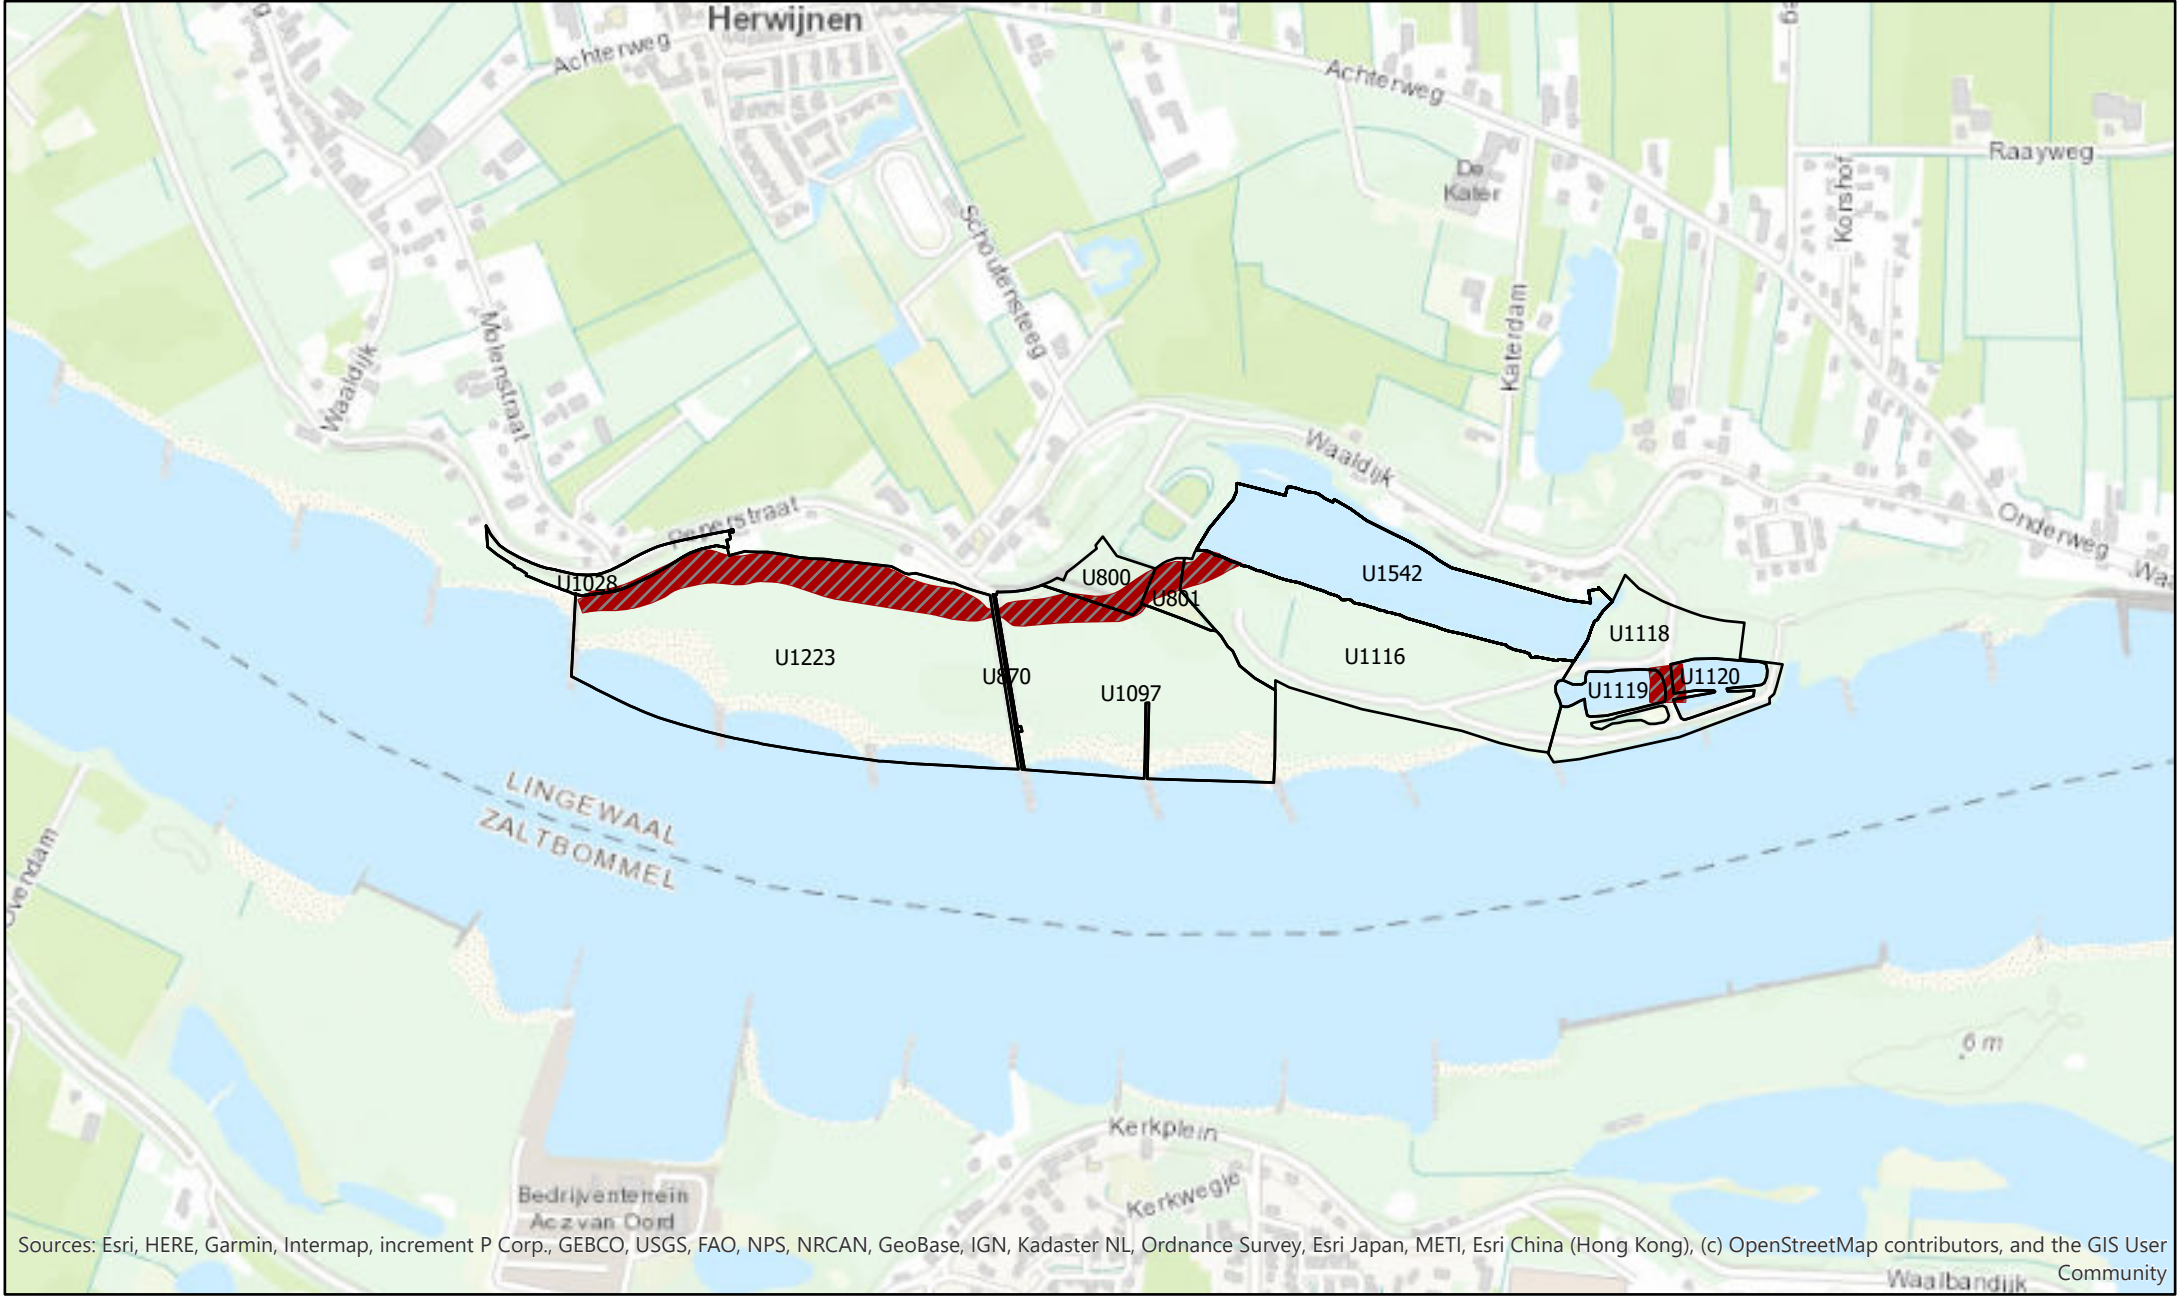 Herwijnen
Achterweg
Achterweg
Raayweg
De
Kater
Korshof
Schoutensteeg
Katerdam
Molenstraat
Waaldijk
Waaldijk
Peperstraat
Onderweg
U1028
U800
U801
U1542
U1118
U1223
U870
U1097
U1116
U1119
U1120
LINGEWAAL
ZALTBOMMEL
Ovendam
6 m
Kerkplein
Kerkwegje
Bedrijventerrein
Acz van Oord
Sources: Esri, HERE, Garmin, Intermap, increment P Corp., GEBCO, USGS, FAO, NPS, NRCAN, GeoBase, IGN, Kadaster NL, Ordnance Survey, Esri Japan, METI, Esri China (Hong Kong), (c) OpenStreetMap contributors, and the GIS User
Community
Waalbandijk